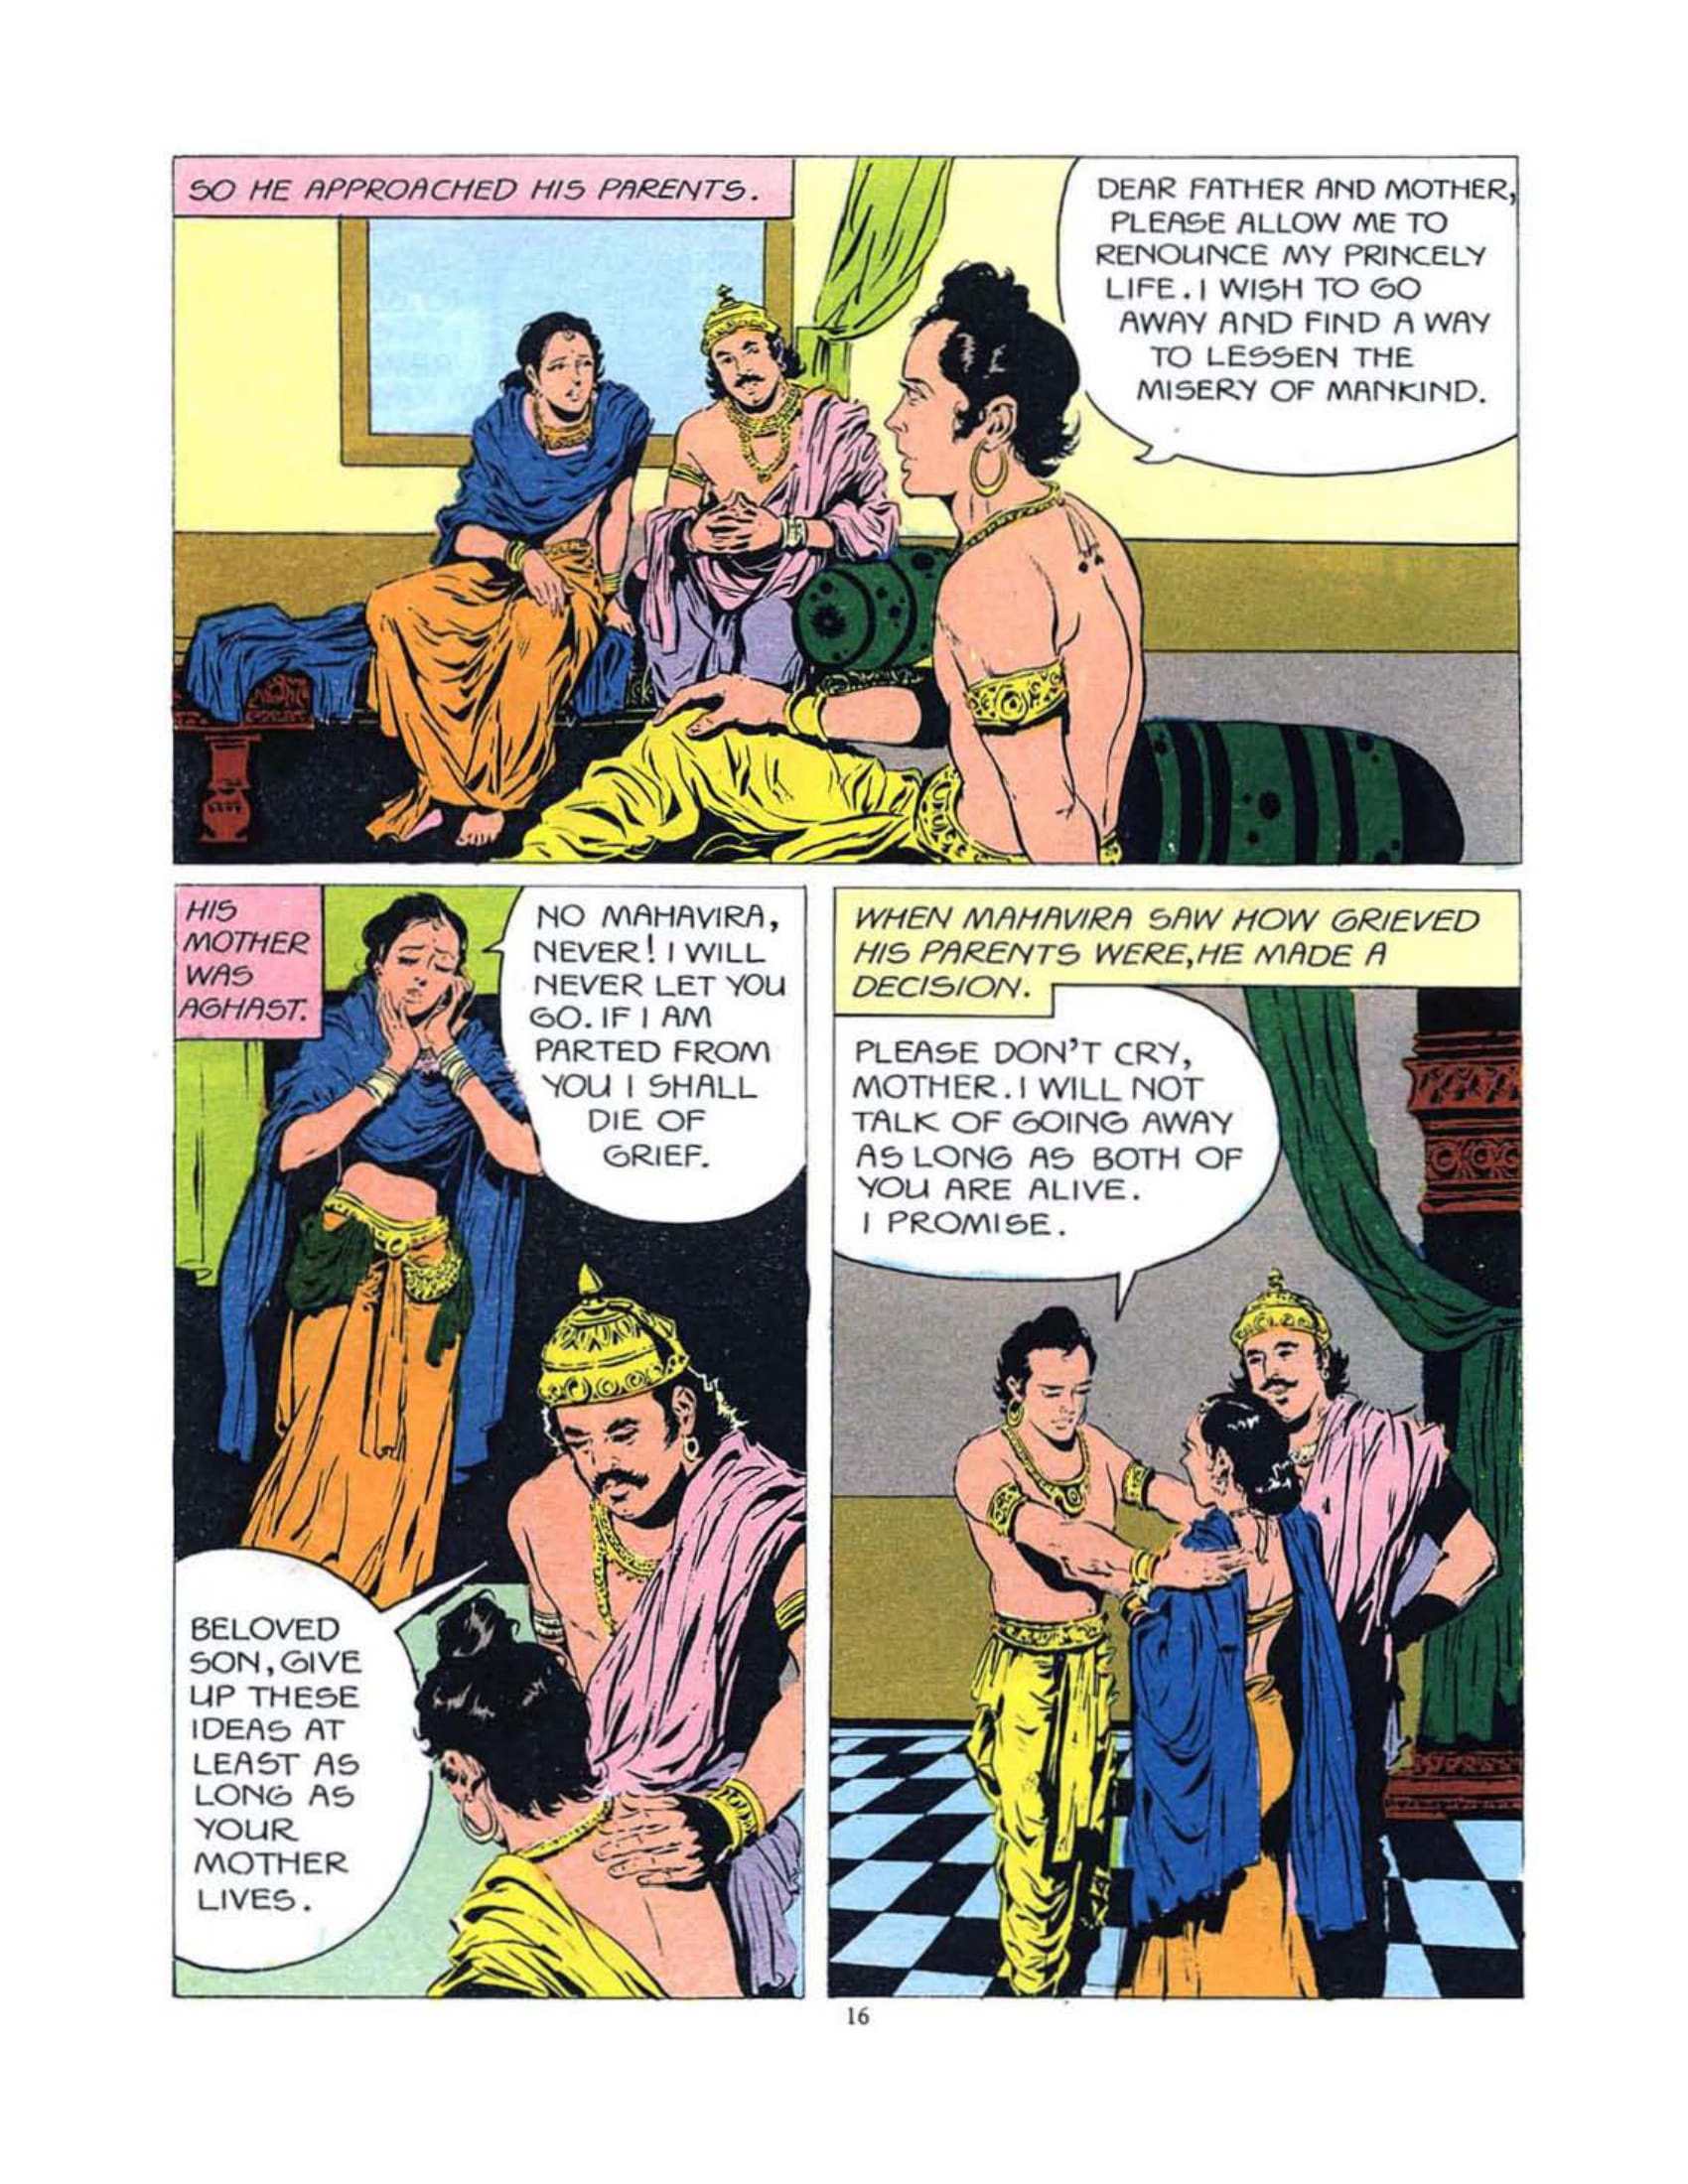 SO HE APPROACHED HIS PARENTS.
DEAR FATHER AND MOTHER,
PLEASE ALLOW ME TO
RENOUNCE MY PRINCELY
LIFE. I WISH TO GO
AWAY AND FIND A WAY
TO LESSEN THE
MISERY OF MANKIND.
HIS
MOTHER
WAS
AGHAST.
NO MAHAVIRA,
NEVER! I WILL
NEVER LET YOU
GO. IF I AM
PARTED FROM
YOU I SHALL
DIE OF
GRIEF.
BELOVED
SON, GIVE
UP THESE
IDEAS AT
LEAST AS
LONG AS
YOUR
MOTHER
LIVES.
WHEN MAHAVIRA SAW HOW GRIEVED
HIS PARENTS WERE, HE MADE A
DECISION.
PLEASE DON'T CRY,
MOTHER. I WILL NOT
TALK OF GOING AWAY
AS LONG AS BOTH OF
YOU ARE ALIVE.
I PROMISE.
16